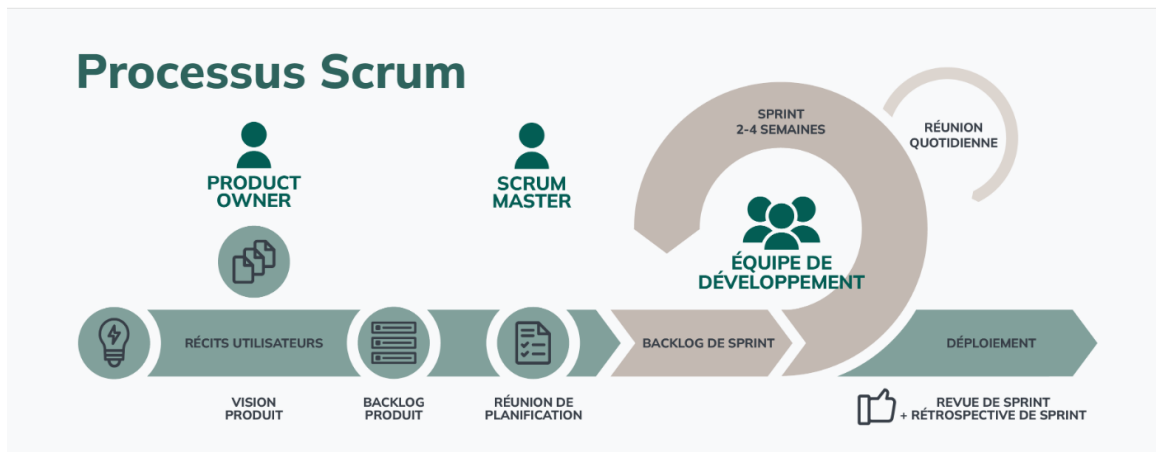 Processus Scrum
PRODUCT
OWNER
SCRUM
MASTER
SPRINT
2-4 SEMAINES
RÉUNION
QUOTIDIENNE
ÉQUIPE DE
DÉVELOPPEMENT
RÉCITS UTILISATEURS
BACKLOG DE SPRINT
DÉPLOIEMENT
VISION
PRODUIT
BACKLOG
PRODUIT
RÉUNION DE
PLANIFICATION
REVUE DE SPRINT
+ RÉTROSPECTIVE DE SPRINT